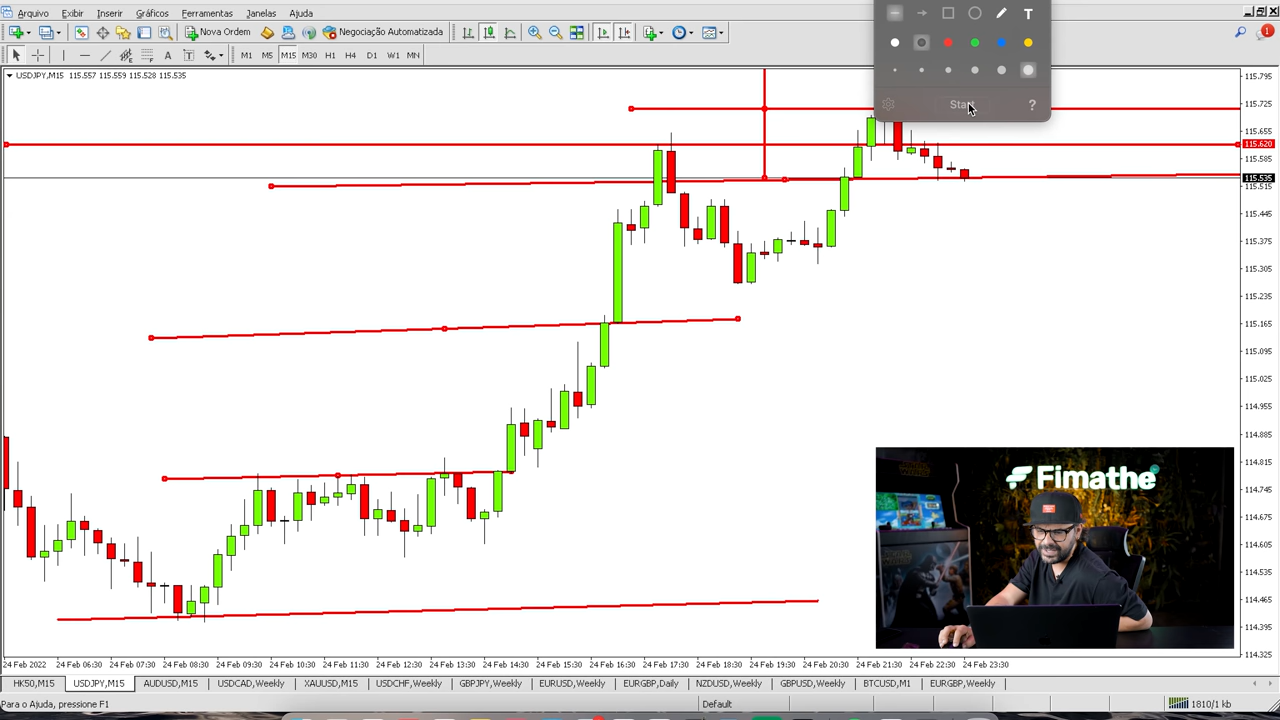 Arquivo Exibir Inserir Gráficos Ferramentas Janelas Ajuda
Nova Ordem Negociação Automatizada
1
T
A T M1 M5 M15 M30 H1 H4 D1 W1 MN
USDJPY,M15 115.557 115.559 115.528 115.535
Start ?
115.795
115.725
115.655
115.620
115.585
115.535
115.515
115.445
115.375
115.305
115.235
115.165
115.095
115.025
114.955
114.885
114.815
114.745
114.675
114.605
114.535
114.465
114.395
114.325
Fimathe
24 Feb 2022 24 Feb 06:30 24 Feb 07:30 24 Feb 08:30 24 Feb 09:30 24 Feb 10:30 24 Feb 11:30 24 Feb 12:30 24 Feb 13:30 24 Feb 14:30 24 Feb 15:30 24 Feb 16:30 24 Feb 17:30 24 Feb 18:30 24 Feb 19:30 24 Feb 20:30 24 Feb 21:30 24 Feb 22:30 24 Feb 23:30
HK50,M15 USDJPY,M15 AUDUSD,M15 USDCAD,Weekly XAUUSD,M15 USDCHF,Weekly GBPJPY,Weekly EURUSD,Weekly EURGBP,Daily NZDUSD,Weekly GBPUSD,Weekly BTCUSD,M1 EURGBP,Weekly
Para o Ajuda, pressione F1 Default 1810/1 kb